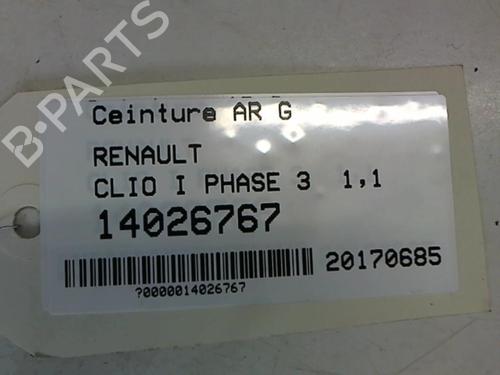 Ceinture AR G
RENAULT
CLIO I PHASE 3 1,1
14026767
20170685
?0000014026767
B-PARTS